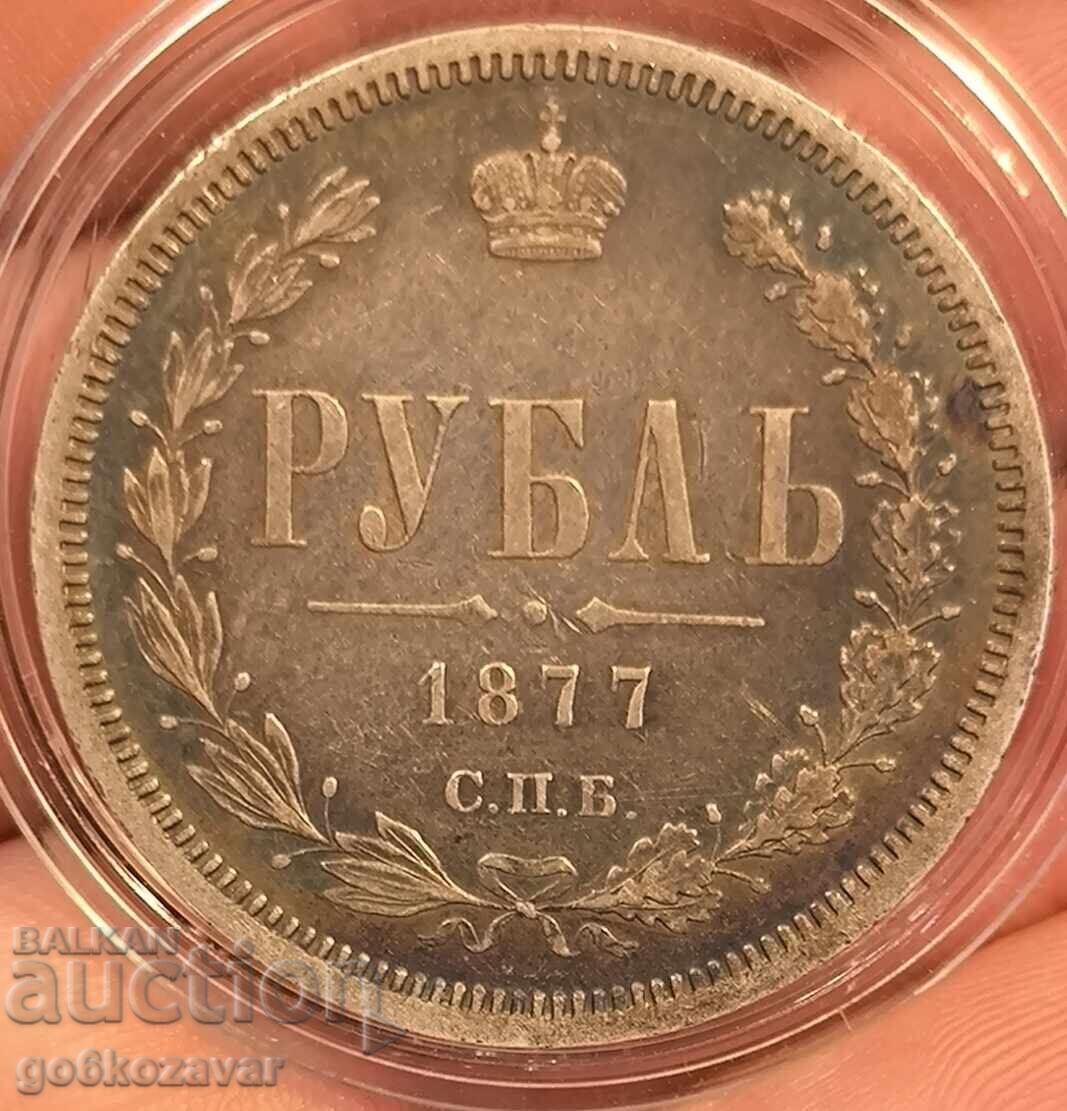 РУБЛЬ
1877
С.П.Б.
BALKAN
auction
go6kozavar